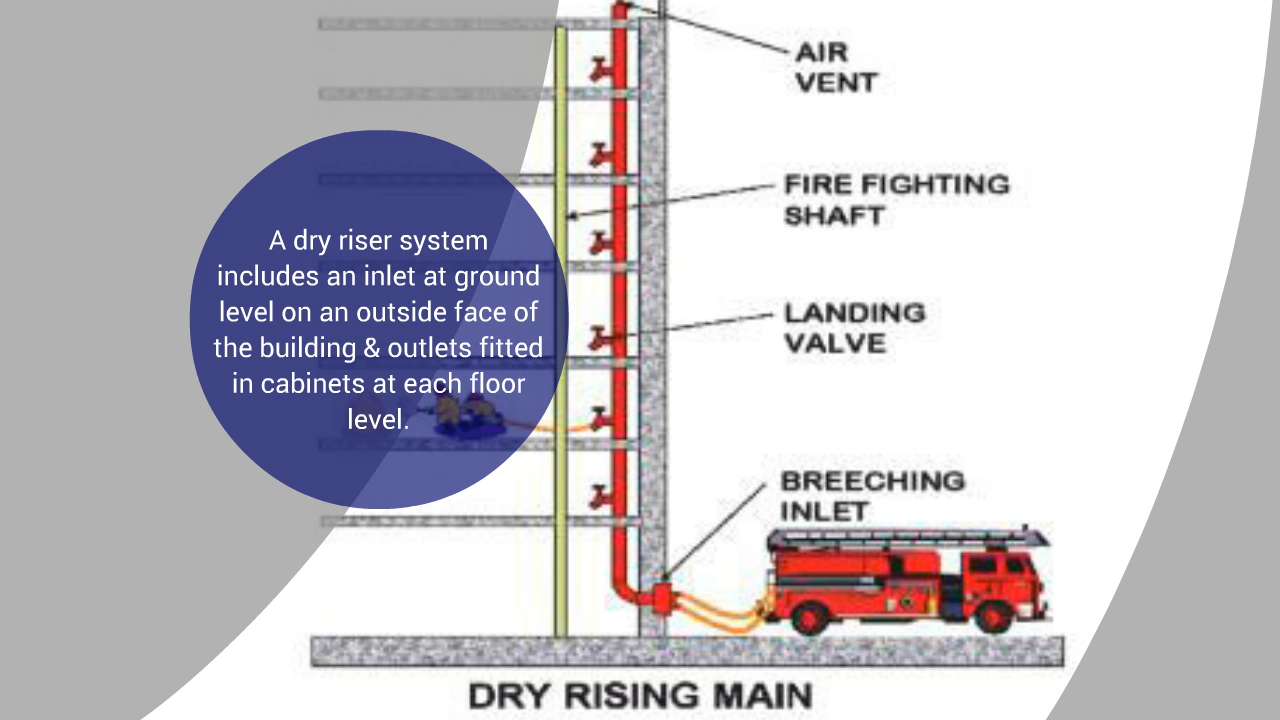 AIR
VENT
FIRE FIGHTING
SHAFT
A dry riser system
includes an inlet at ground
level on an outside face of
the building & outlets fitted
in cabinets at each floor
level.
LANDING
VALVE
BREECHING
INLET
DRY RISING MAIN